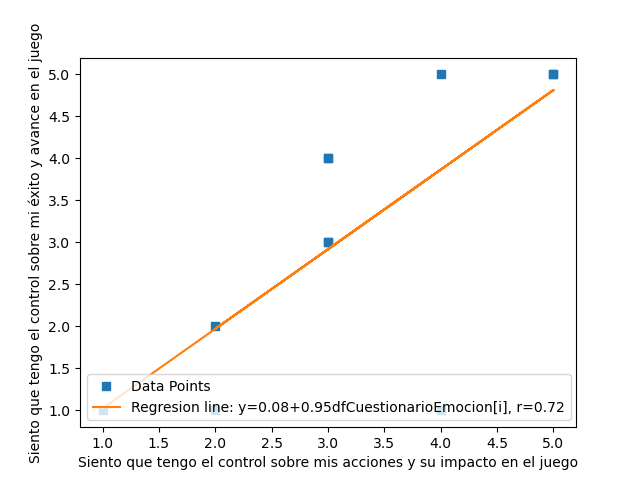 Siento que tengo el control sobre mi éxito y avance en el juego
5.0
4.5
4.0
3.5
3.0
2.5
2.0
1.5
1.0
Data Points
Regresion line: y=0.08+0.95dfCuestionarioEmocion[i], r=0.72
1.0 1.5 2.0 2.5 3.0 3.5 4.0 4.5 5.0
Siento que tengo el control sobre mis acciones y su impacto en el juego